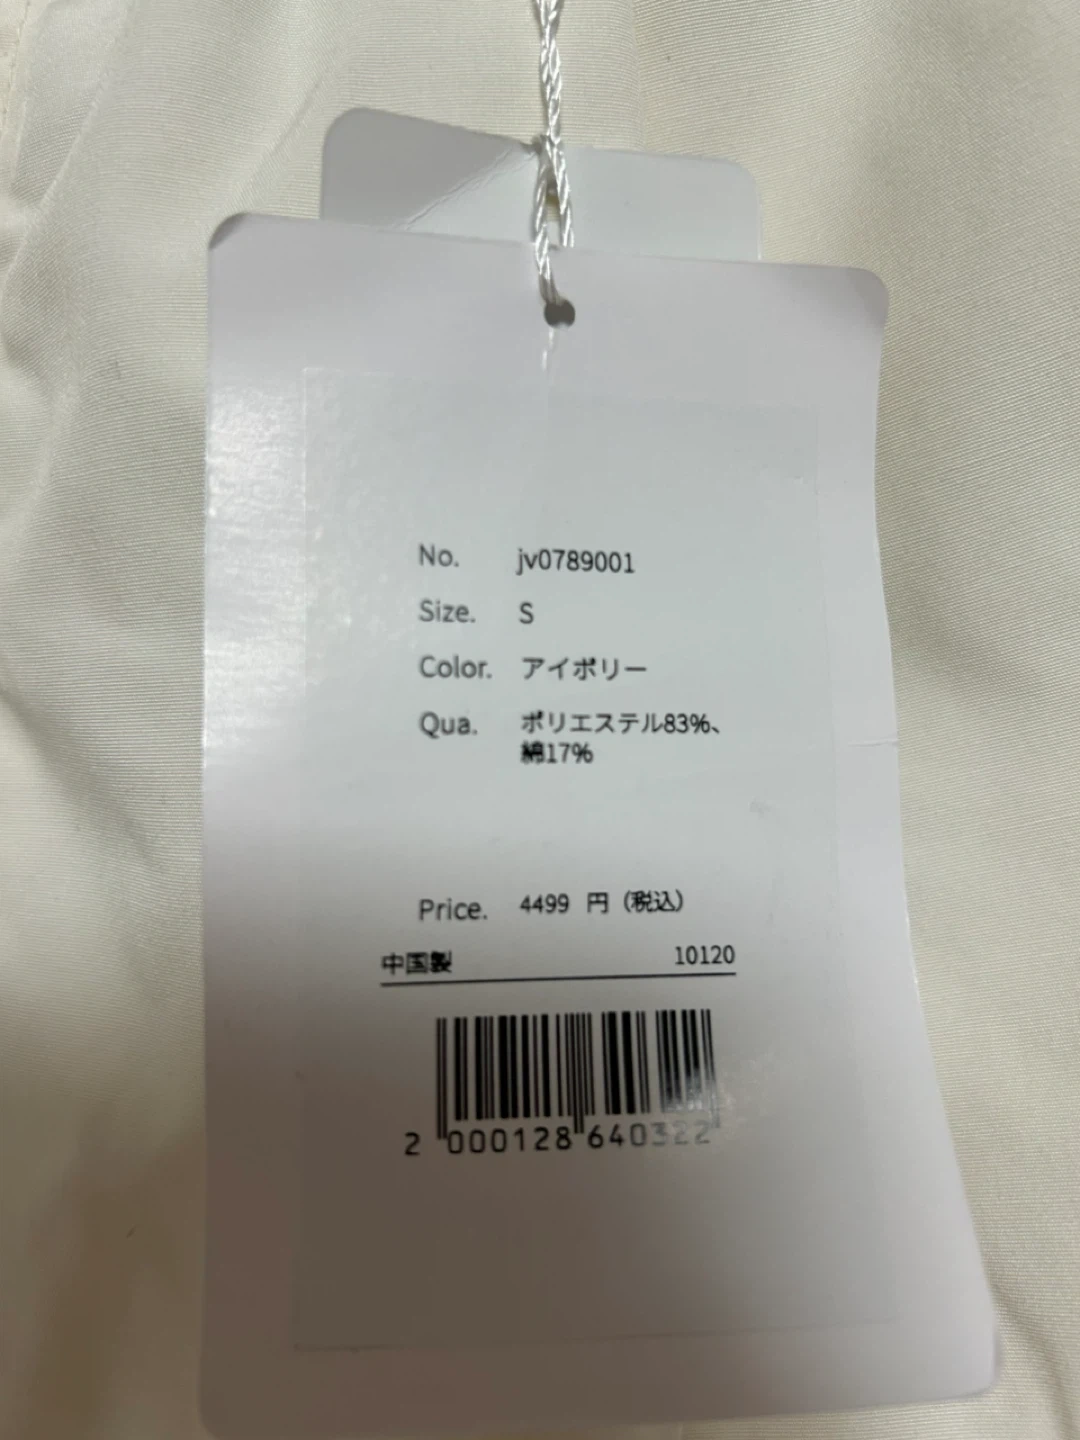 No. jv0789001
Size. S
Color. アイボリー
Qua. ポリエステル83%、
綿17%
Price. 4499 円（税込）
中国製 10120
2 000128 640322